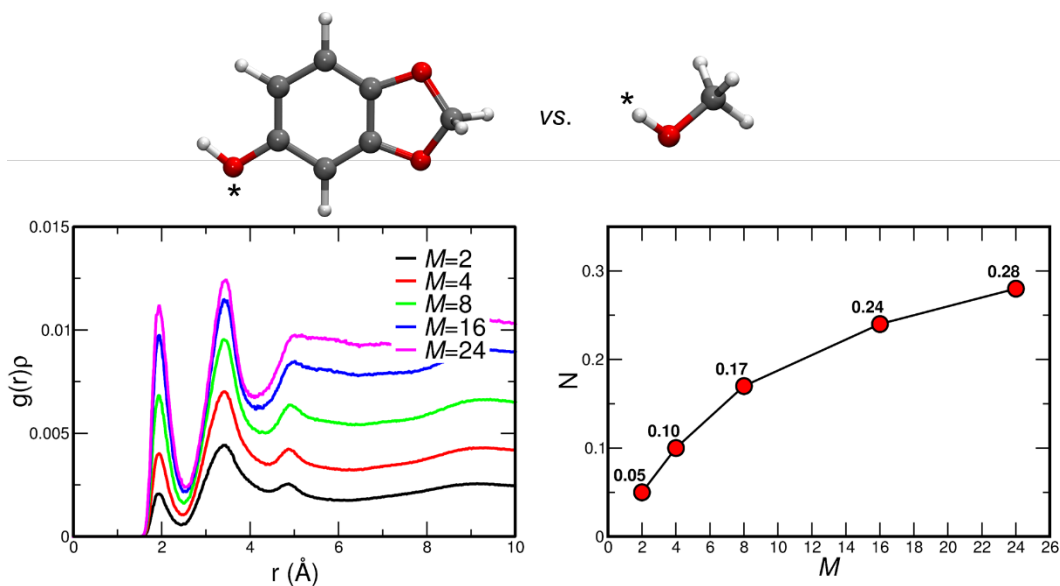 * vs. *
0.015
0.01
0.005
0
g(r)ρ
M=2
M=4
M=8
M=16
M=24
0 2 4 6 8 10
r (Å)
0.3
0.2
0.1
0
N
0.05
0.10
0.17
0.24
0.28
0 2 4 6 8 10 12 14 16 18 20 22 24 26
M